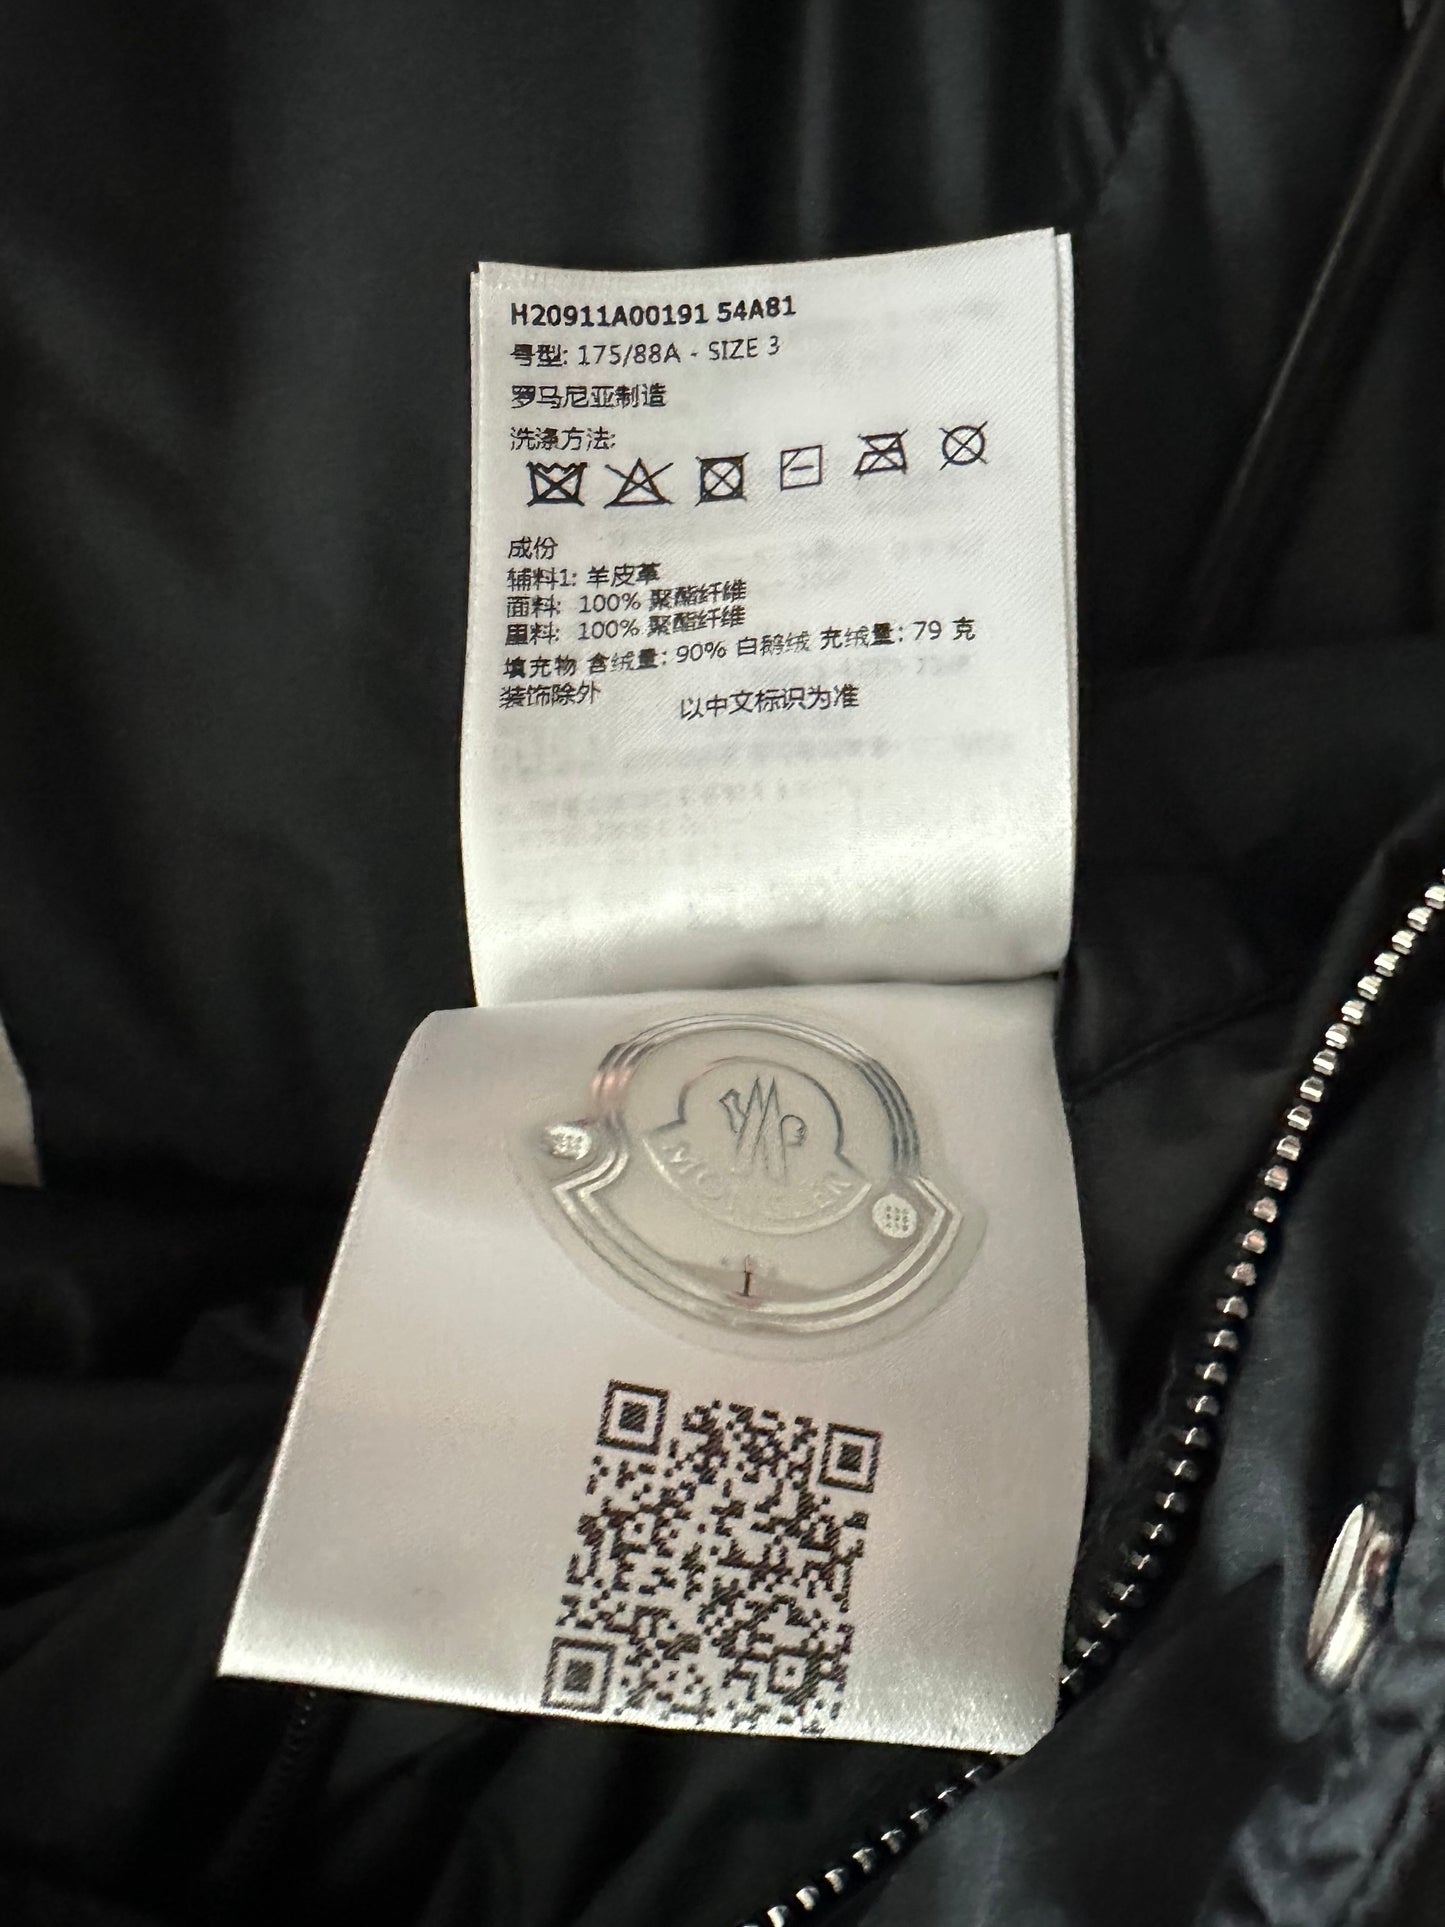 H20911A00191 54A81
号型: 175/88A - SIZE 3
罗马尼亚制造
洗涤方法:
成份
辅料1: 羊皮革
面料: 100% 聚酯纤维
里料: 100% 聚酯纤维
填充物 含绒量: 90% 白鹅绒 充绒量: 79 克
装饰除外
以中文标识为准
MONCLER